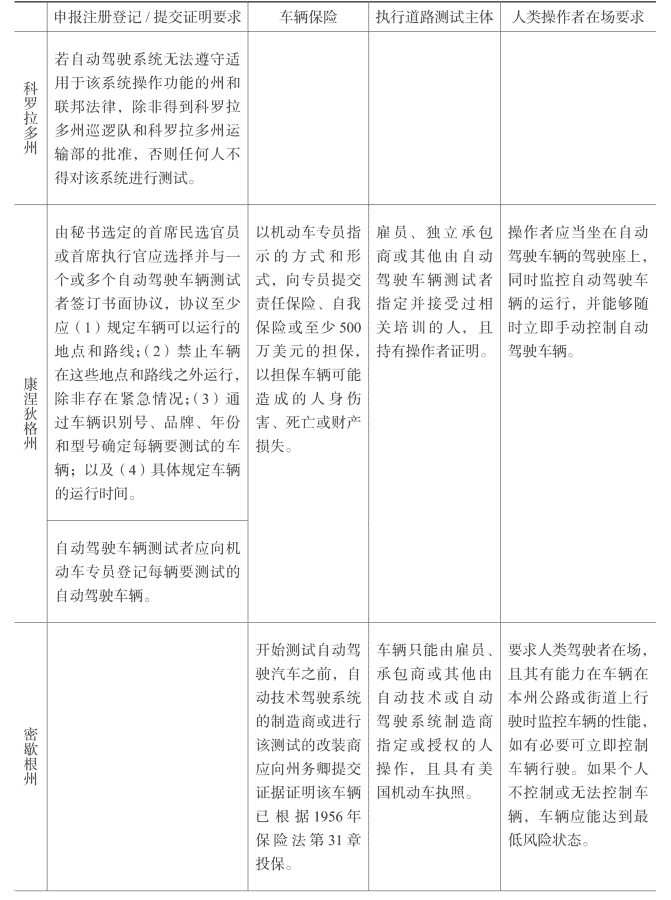 申报注册登记 / 提交证明要求
车辆保险
执行道路测试主体
人类操作者在场要求
科罗拉多州
若自动驾驶系统无法遵守适
用于该系统操作功能的州和
联邦法律，除非得到科罗拉
多州巡逻队和科罗拉多州运
输部的批准，否则任何人不
得对该系统进行测试。
康涅狄格州
由秘书选定的首席民选官员
或首席执行官应选择并与一
个或多个自动驾驶车辆测试
者签订书面协议，协议至少
应（1）规定车辆可以运行的
地点和路线；（2）禁止车辆
在这些地点和路线之外运行，
除非存在紧急情况；（3）通
过车辆识别号、品牌、年份
和型号确定每辆要测试的车
辆；以及（4）具体规定车辆
的运行时间。
自动驾驶车辆测试者应向机
动车专员登记每辆要测试的
自动驾驶车辆。
以机动车专员指
示的方式和形
式，向专员提交
责任保险、自我
保险或至少 500
万美元的担保，
以担保车辆可能
造成的人身伤
害、死亡或财产
损失。
雇员、独立承包
商或其他由自动
驾驶车辆测试者
指定并接受过相
关培训的人，且
持有操作者证明。
操作者应当坐在自动
驾驶车辆的驾驶座上，
同时监控自动驾驶车
辆的运行，并能够随
时立即手动控制自动
驾驶车辆。
密歇根州
开始测试自动驾
驶汽车之前，自
动技术驾驶系统
的制造商或进行
该测试的改装商
应向州务卿提交
证据证明该车辆
已根据1956年
保险法第31章
投保。
车辆只能由雇员、
承包商或其他由
自动技术或自动
驾驶系统制造商
指定或授权的人
操作，且具有美
国机动车执照。
要求人类驾驶者在场，
且其有能力在车辆在
本州公路或街道上行
驶时监控车辆的性能，
如有必要可立即控制
车辆行驶。如果个人
不控制或无法控制车
辆，车辆应能达到最
低风险状态。